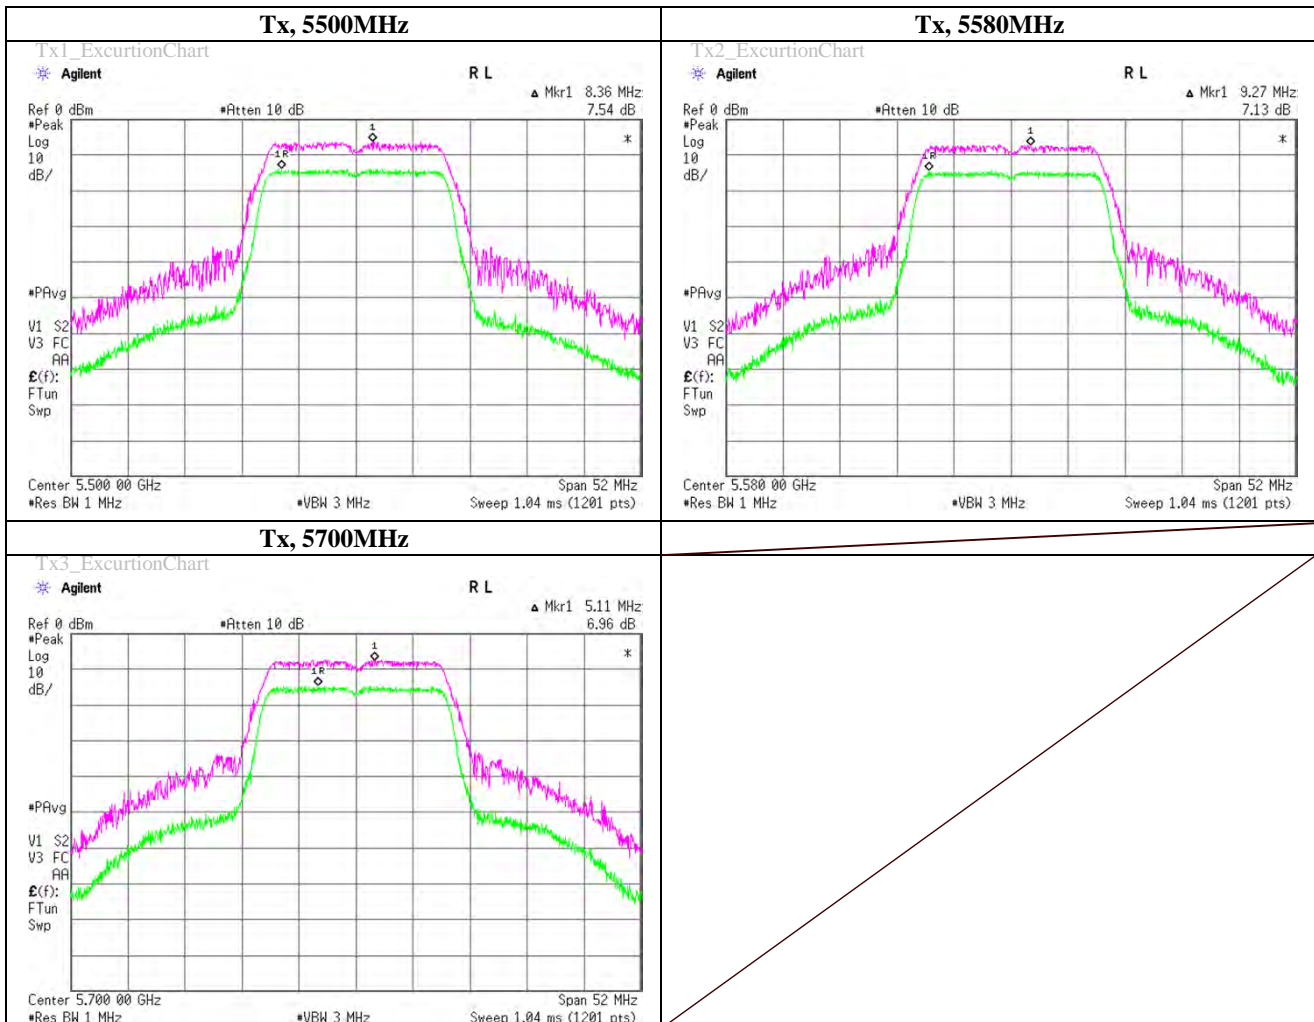 Tx, 5500MHz
Tx, 5580MHz
Tx1_ExcurtionChart
Agilent
R L
Δ Mkr1 8.36 MHz
Ref 0 dBm
#Atten 10 dB
7.54 dB
#Peak
Log
10
dB/
1
1R
*
#PAvg
V1 S2
V3 FC
AA
£(f):
FTun
Swp
Center 5.500 00 GHz
Span 52 MHz
#Res BW 1 MHz
#VBW 3 MHz
Sweep 1.04 ms (1201 pts)
Tx2_ExcurtionChart
Agilent
R L
Δ Mkr1 9.27 MHz
Ref 0 dBm
#Atten 10 dB
7.13 dB
#Peak
Log
10
dB/
1
1R
*
#PAvg
V1 S2
V3 FC
AA
£(f):
FTun
Swp
Center 5.580 00 GHz
Span 52 MHz
#Res BW 1 MHz
#VBW 3 MHz
Sweep 1.04 ms (1201 pts)
Tx, 5700MHz
Tx3_ExcurtionChart
Agilent
R L
Δ Mkr1 5.11 MHz
Ref 0 dBm
#Atten 10 dB
6.96 dB
#Peak
Log
10
dB/
1
1R
*
#PAvg
V1 S2
V3 FC
AA
£(f):
FTun
Swp
Center 5.700 00 GHz
Span 52 MHz
#Res BW 1 MHz
#VBW 3 MHz
Sweep 1.04 ms (1201 pts)